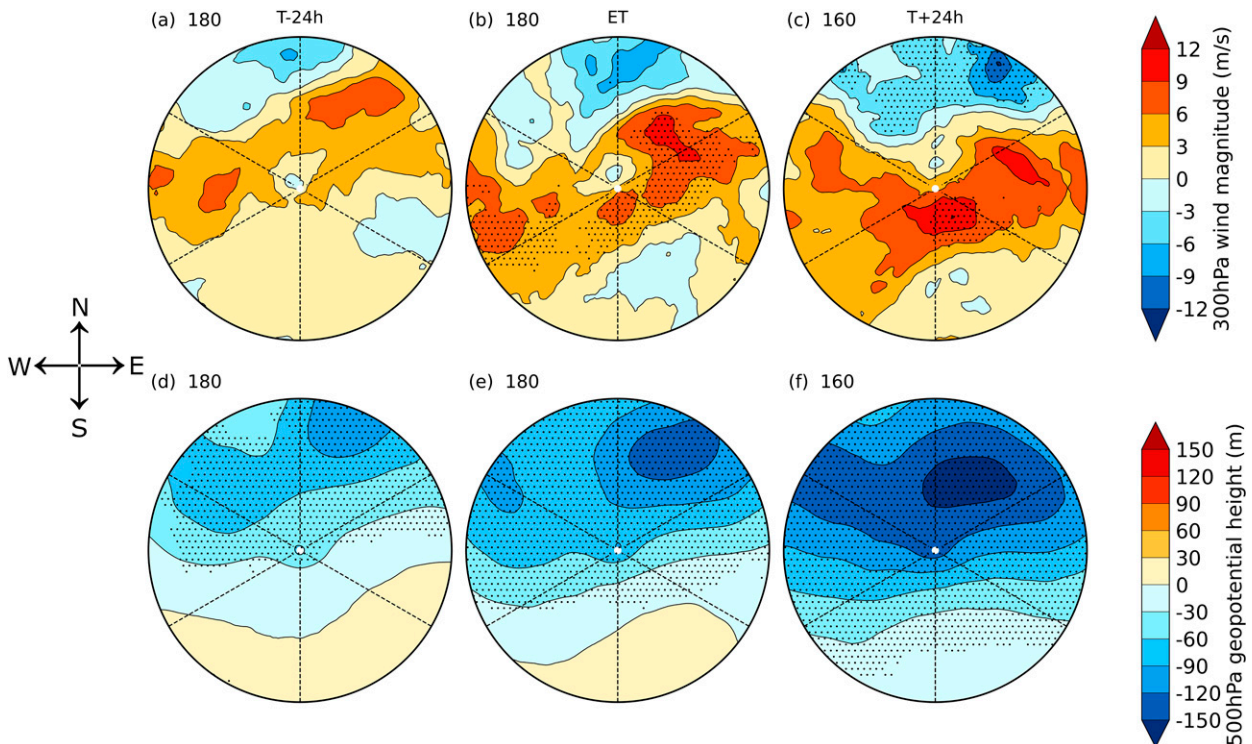 (a) 180 T-24h
(b) 180 ET
(c) 160 T+24h
12
9
6
3
0
-3
-6
-9
-12
300hPa wind magnitude (m/s)
N
W E
S
(d) 180
(e) 180
(f) 160
150
120
90
60
30
0
-30
-60
-90
-120
-150
500hPa geopotential height (m)